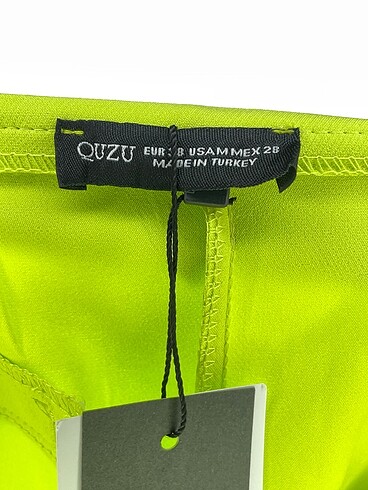 QUZU EUR 38 USA M MEX 28
MADE IN TURKEY